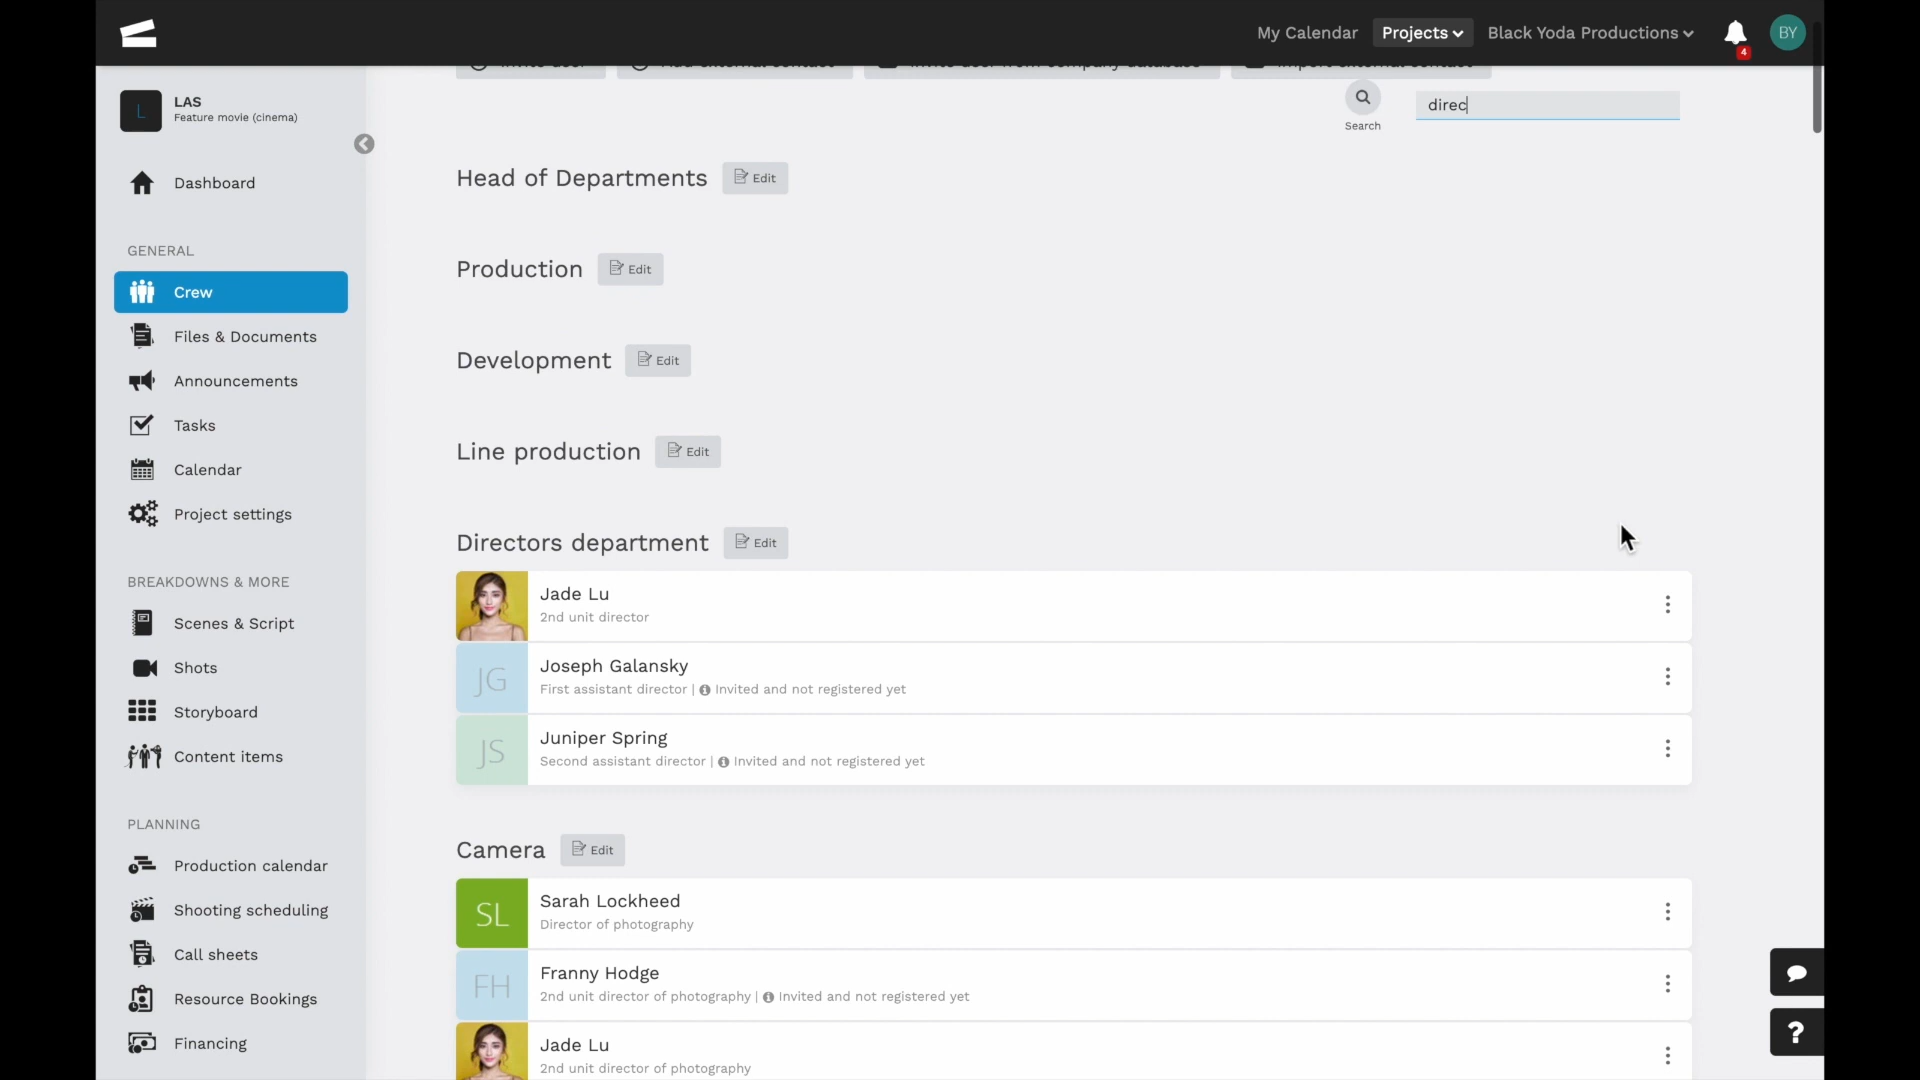 My Calendar
Projects
Black Yoda Productions
4
BY
L
LAS
Feature movie (cinema)
direc
Search
Dashboard
GENERAL
Crew
Files & Documents
Announcements
Tasks
Calendar
Project settings
BREAKDOWNS & MORE
Scenes & Script
Shots
Storyboard
Content items
PLANNING
Production calendar
Shooting scheduling
Call sheets
Resource Bookings
Financing
Head of Departments Edit
Production Edit
Development Edit
Line production Edit
Directors department Edit
Jade Lu
2nd unit director
JG
Joseph Galansky
First assistant director | Invited and not registered yet
JS
Juniper Spring
Second assistant director | Invited and not registered yet
Camera Edit
SL
Sarah Lockheed
Director of photography
FH
Franny Hodge
2nd unit director of photography | Invited and not registered yet
Jade Lu
2nd unit director of photography
?